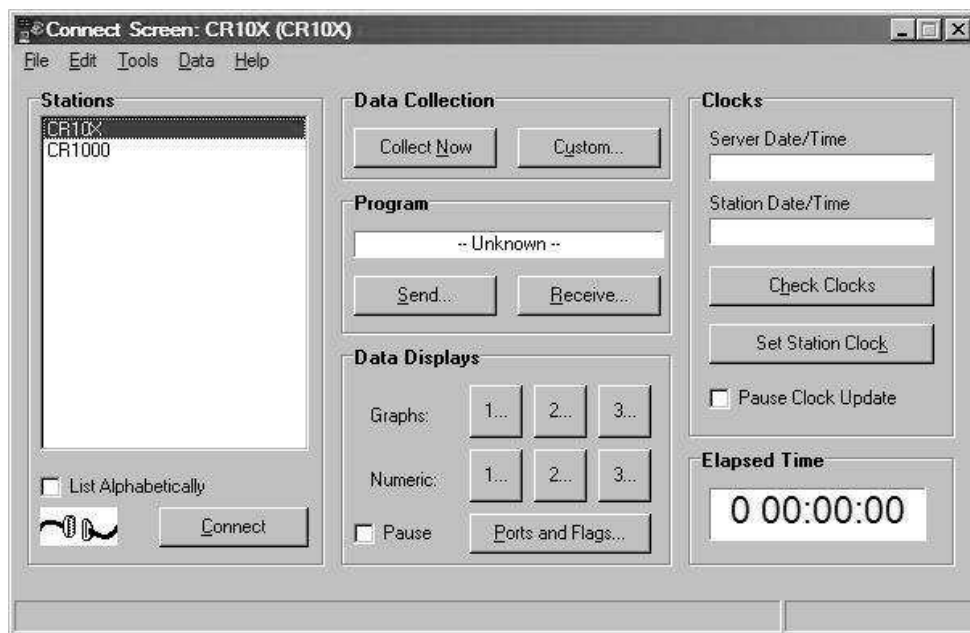 Connect Screen: CR10X (CR10X)
File Edit Tools Data Help
Stations
CR10X
CR1000
List Alphabetically
Connect
Data Collection
Collect Now
Custom...
Program
-- Unknown --
Send...
Receive...
Data Displays
Graphs:
1...
2...
3...
Numeric:
1...
2...
3...
Pause
Ports and Flags...
Clocks
Server Date/Time
Station Date/Time
Check Clocks
Set Station Clock
Pause Clock Update
Elapsed Time
0 00:00:00